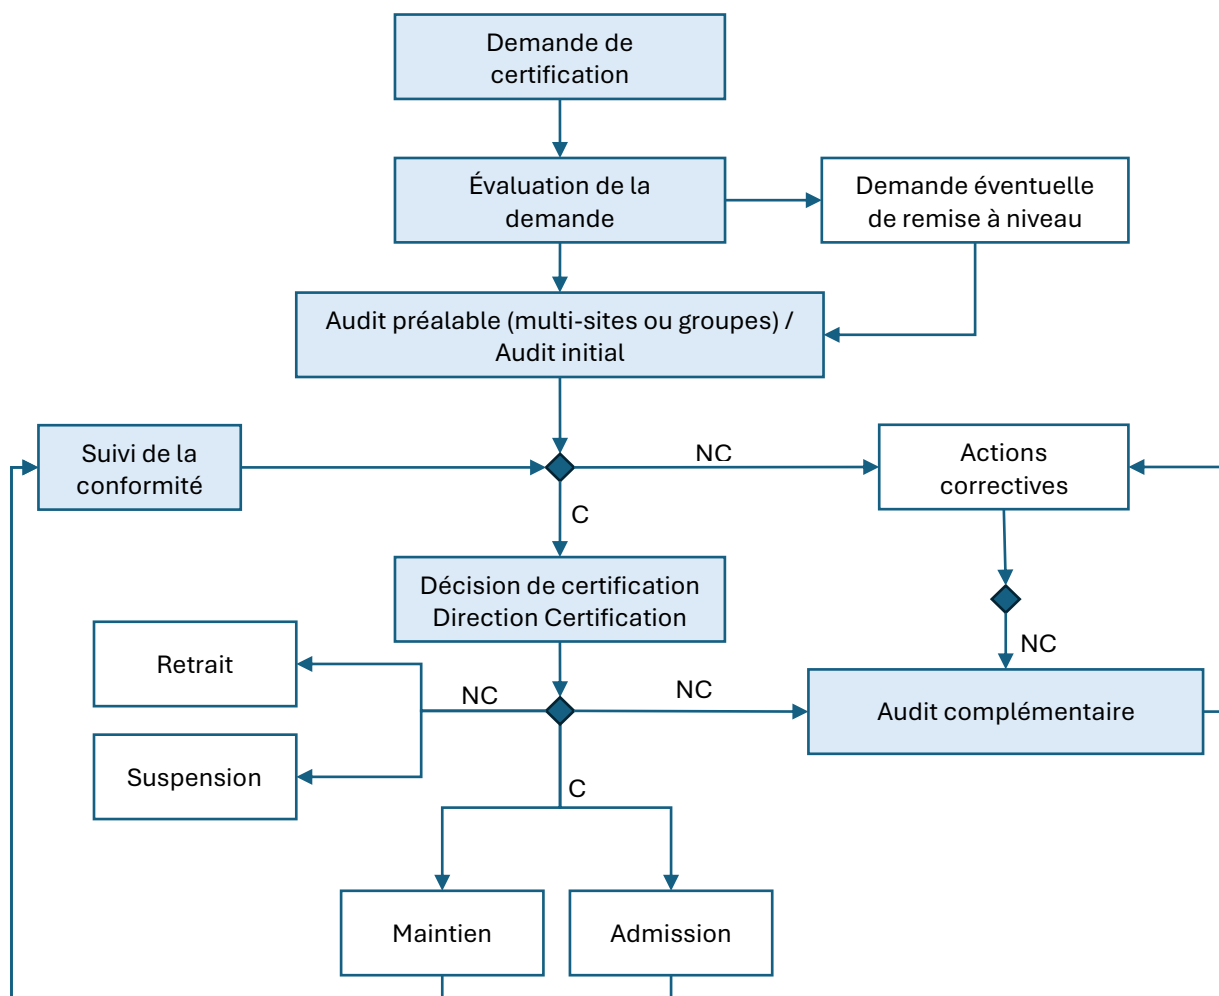 Demande de
certification
Évaluation de la
demande
Demande éventuelle
de remise à niveau
Audit préalable (multi-sites ou groupes) /
Audit initial
Suivi de la
conformité
NC
Actions
correctives
C
Décision de certification
Direction Certification
NC
Retrait
NC
NC
Audit complémentaire
Suspension
C
Maintien
Admission